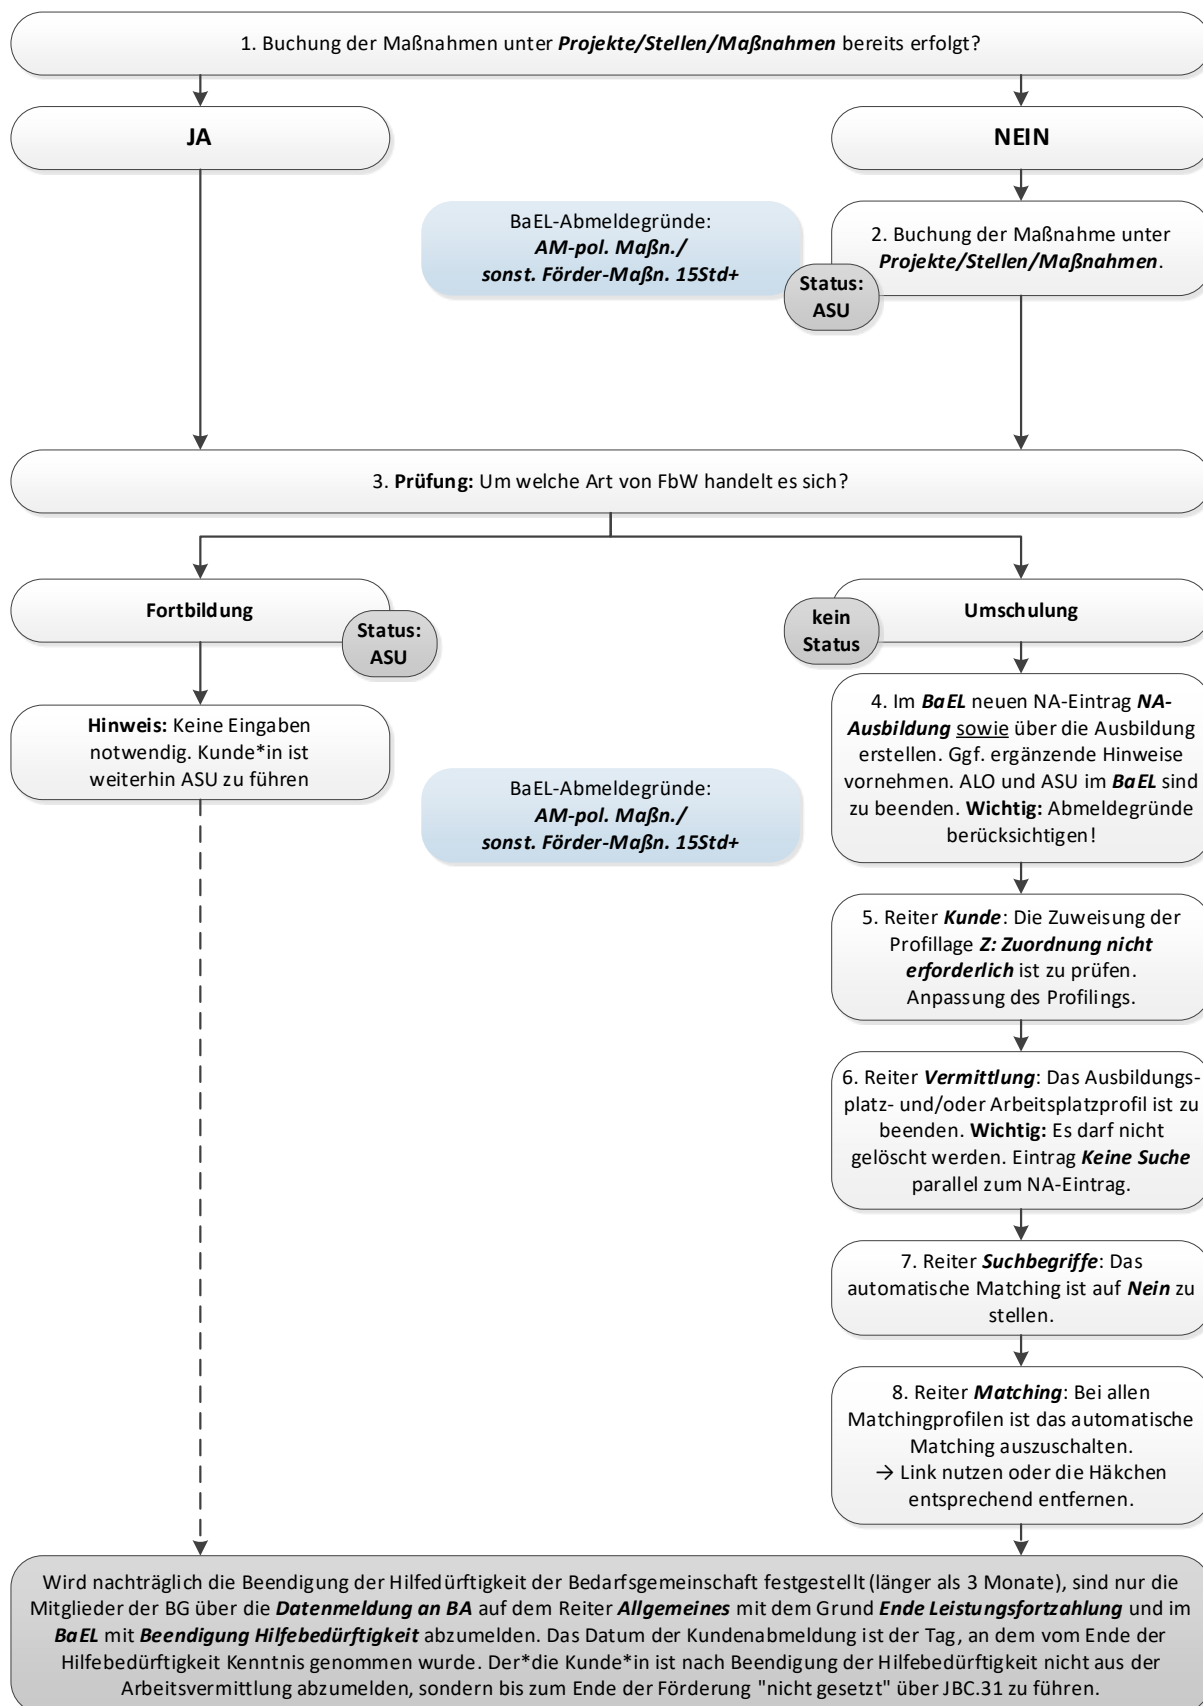 1. Buchung der Maßnahmen unter Projekte/Stellen/Maßnahmen bereits erfolgt?
JA
NEIN
BaEL-Abmeldegründe:
AM-pol. Maßn./
sonst. Förder-Maßn. 15Std+
2. Buchung der Maßnahme unter
Projekte/Stellen/Maßnahmen.
Status:
ASU
3. Prüfung: Um welche Art von FbW handelt es sich?
Fortbildung
Status:
ASU
Umschulung
kein
Status
Hinweis: Keine Eingaben
notwendig. Kunde*in ist
weiterhin ASU zu führen
BaEL-Abmeldegründe:
AM-pol. Maßn./
sonst. Förder-Maßn. 15Std+
4. Im BaEL neuen NA-Eintrag NA-
Ausbildung sowie über die Ausbildung
erstellen. Ggf. ergänzende Hinweise
vornehmen. ALO und ASU im BaEL sind
zu beenden. Wichtig: Abmeldegründe
berücksichtigen!
5. Reiter Kunde: Die Zuweisung der
Profillage Z: Zuordnung nicht
erforderlich ist zu prüfen.
Anpassung des Profilings.
6. Reiter Vermittlung: Das Ausbildungs-
platz- und/oder Arbeitsplatzprofil ist zu
beenden. Wichtig: Es darf nicht
gelöscht werden. Eintrag Keine Suche
parallel zum NA-Eintrag.
7. Reiter Suchbegriffe: Das
automatische Matching ist auf Nein zu
stellen.
8. Reiter Matching: Bei allen
Matchingprofilen ist das automatische
Matching auszuschalten.
→ Link nutzen oder die Häkchen
entsprechend entfernen.
Wird nachträglich die Beendigung der Hilfedürftigkeit der Bedarfsgemeinschaft festgestellt (länger als 3 Monate), sind nur die
Mitglieder der BG über die Datenmeldung an BA auf dem Reiter Allgemeines mit dem Grund Ende Leistungsfortzahlung und im
BaEL mit Beendigung Hilfebedürftigkeit abzumelden. Das Datum der Kundenabmeldung ist der Tag, an dem vom Ende der
Hilfebedürftigkeit Kenntnis genommen wurde. Der*die Kunde*in ist nach Beendigung der Hilfebedürftigkeit nicht aus der
Arbeitsvermittlung abzumelden, sondern bis zum Ende der Förderung "nicht gesetzt" über JBC.31 zu führen.